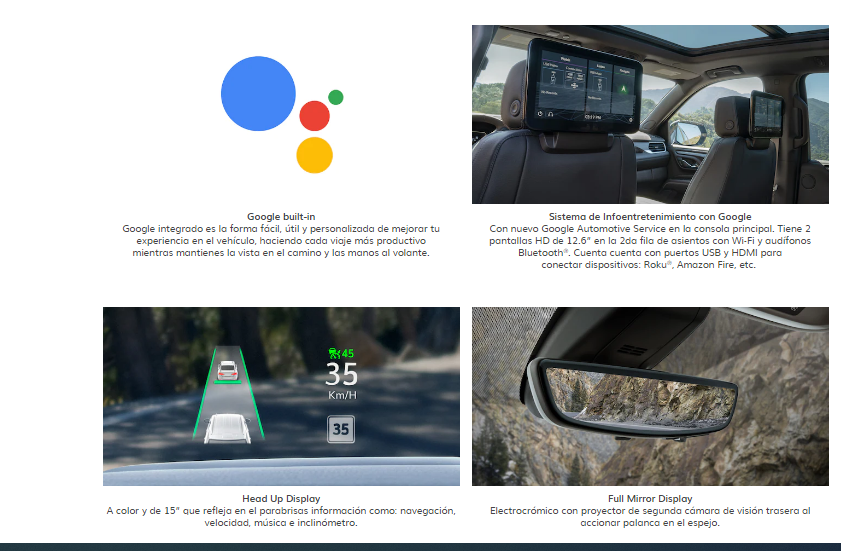 Google built-in
Google integrado es la forma fácil, útil y personalizada de mejorar tu
experiencia en el vehículo, haciendo cada viaje más productivo
mientras mantienes la vista en el camino y las manos al volante.
Sistema de Infoentretenimiento con Google
Con nuevo Google Automotive Service en la consola principal. Tiene 2
pantallas HD de 12.6" en la 2da fila de asientos con Wi-Fi y audífonos
Bluetooth®. Cuenta cuenta con puertos USB y HDMI para
conectar dispositivos: Roku®, Amazon Fire, etc.
45
35
Km/H
35
Head Up Display
A color y de 15" que refleja en el parabrisas información como: navegación,
velocidad, música e inclinómetro.
Full Mirror Display
Electrocrómico con proyector de segunda cámara de visión trasera al
accionar palanca en el espejo.